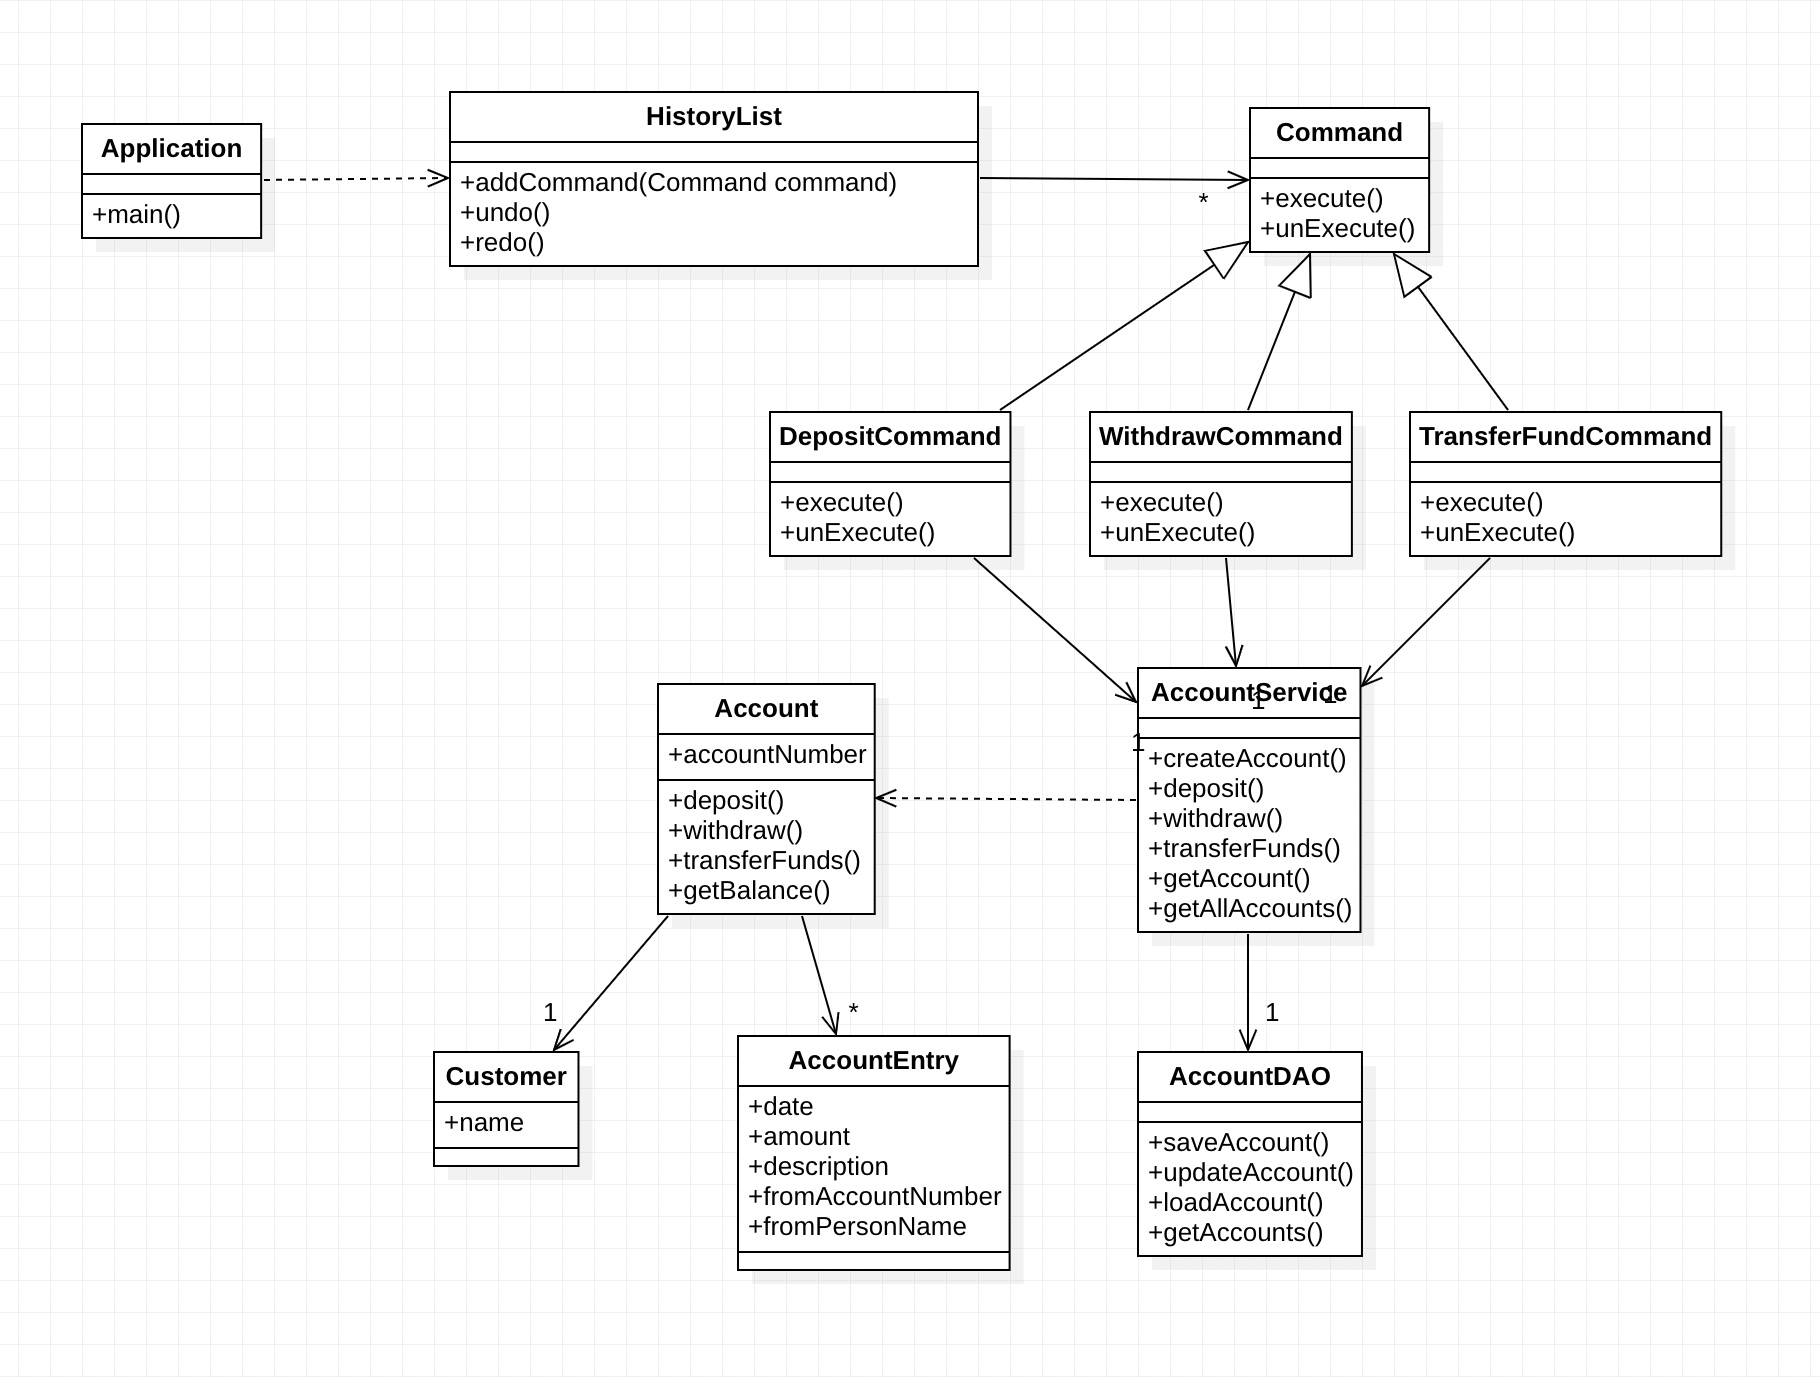 Application
+main()
HistoryList
+addCommand(Command command)
+undo()
+redo()
*
Command
+execute()
+unExecute()
DepositCommand
+execute()
+unExecute()
WithdrawCommand
+execute()
+unExecute()
TransferFundCommand
+execute()
+unExecute()
Account
+accountNumber
+deposit()
+withdraw()
+transferFunds()
+getBalance()
AccountService
1
1
1
+createAccount()
+deposit()
+withdraw()
+transferFunds()
+getAccount()
+getAllAccounts()
1
*
1
Customer
+name
AccountEntry
+date
+amount
+description
+fromAccountNumber
+fromPersonName
AccountDAO
+saveAccount()
+updateAccount()
+loadAccount()
+getAccounts()